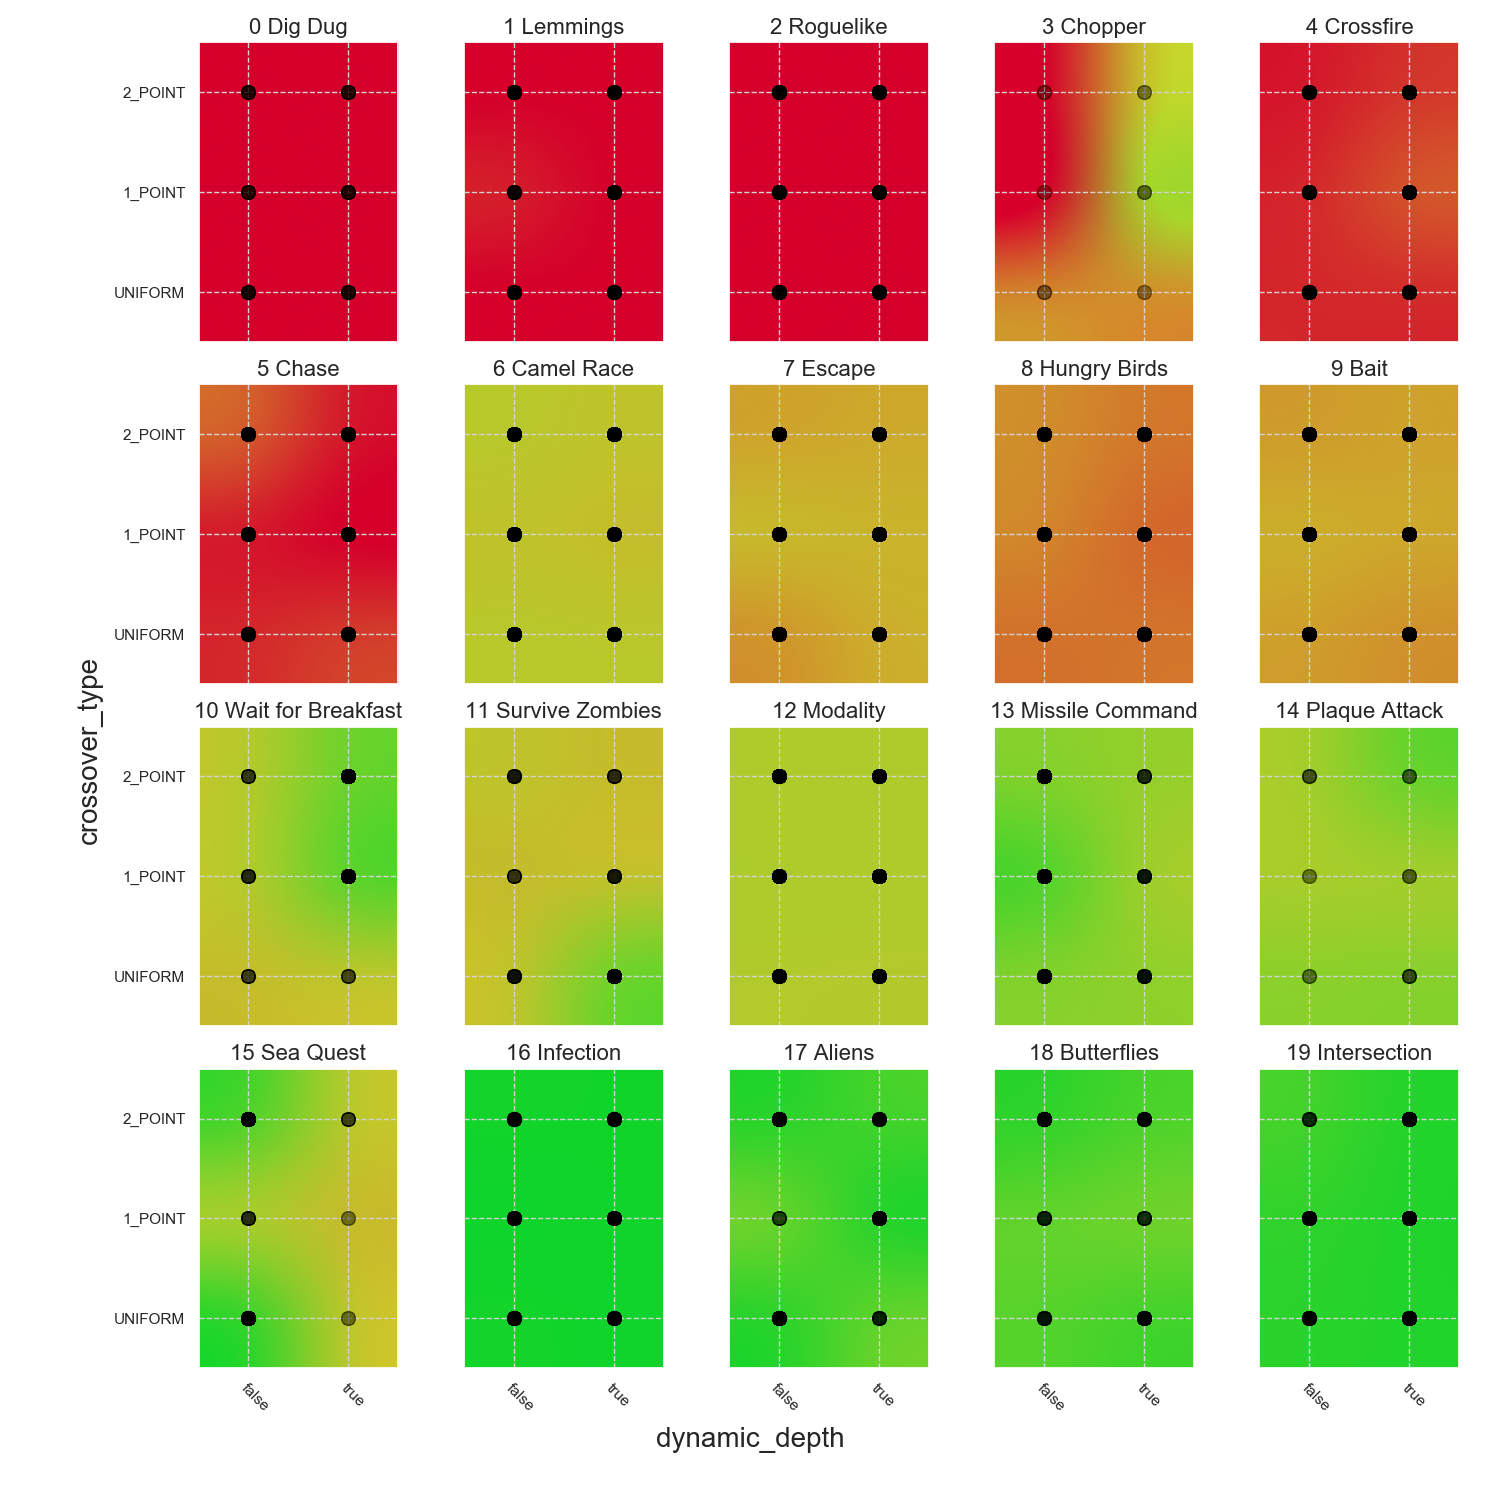 0 Dig Dug
1 Lemmings
2 Roguelike
3 Chopper
4 Crossfire
2_POINT
1_POINT
UNIFORM
5 Chase
6 Camel Race
7 Escape
8 Hungry Birds
9 Bait
2_POINT
1_POINT
UNIFORM
crossover_type
10 Wait for Breakfast
11 Survive Zombies
12 Modality
13 Missile Command
14 Plaque Attack
2_POINT
1_POINT
UNIFORM
15 Sea Quest
16 Infection
17 Aliens
18 Butterflies
19 Intersection
2_POINT
1_POINT
UNIFORM
false
true
false
true
false
true
false
true
false
true
dynamic_depth